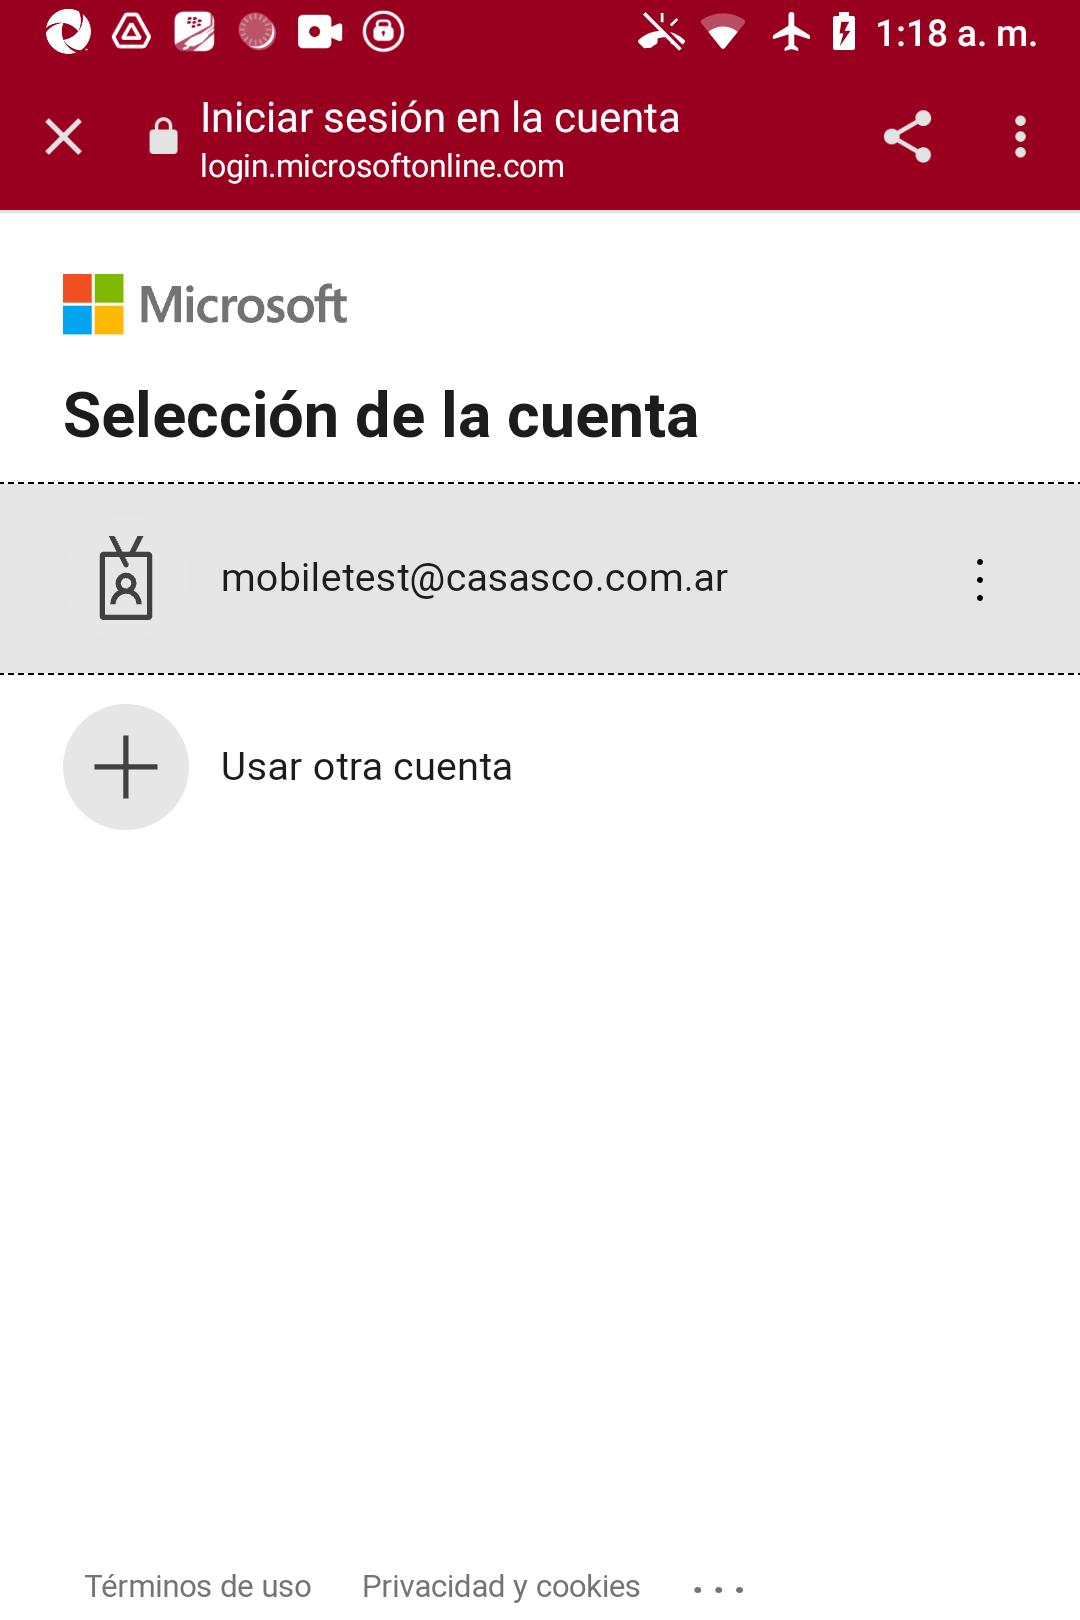 1:18 a. m.
Iniciar sesión en la cuenta
login.microsoftonline.com
Microsoft
Selección de la cuenta
mobiletest@casasco.com.ar
Usar otra cuenta
Términos de uso Privacidad y cookies ...